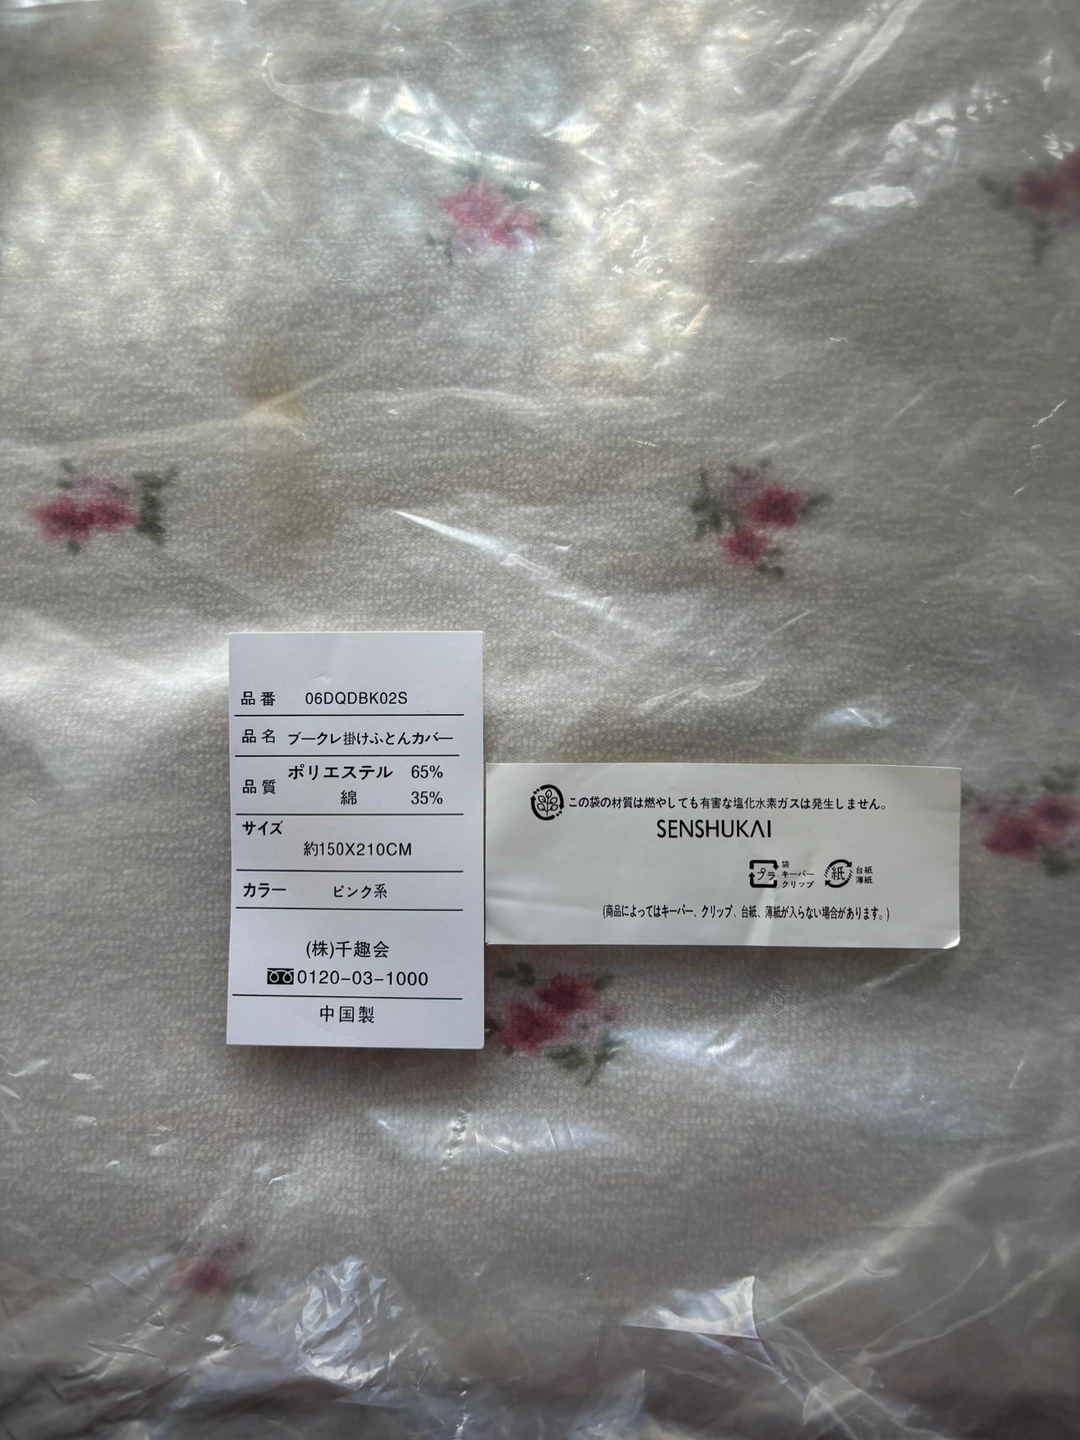 品番 06DQDBK02S
品名 ブークレ掛けふとんカバー
品質 ポリエステル 65%
綿 35%
サイズ
約150X210CM
カラー ピンク系
(株)千趣会
0120-03-1000
中国製
この袋の材質は燃やしても有害な塩化水素ガスは発生しません。
SENSHUKAI
プラ 袋 キーパー クリップ
紙 台紙 薄紙
(商品によってはキーパー、クリップ、台紙、薄紙が入らない場合があります。)